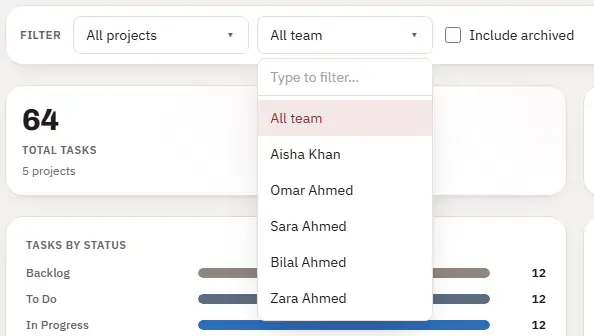 FILTER All projects ▼ All team ▼ Include archived
Type to filter...
All team
Aisha Khan
Omar Ahmed
Sara Ahmed
Bilal Ahmed
Zara Ahmed
64
TOTAL TASKS
5 projects
TASKS BY STATUS
Backlog 12
To Do 12
In Progress 12